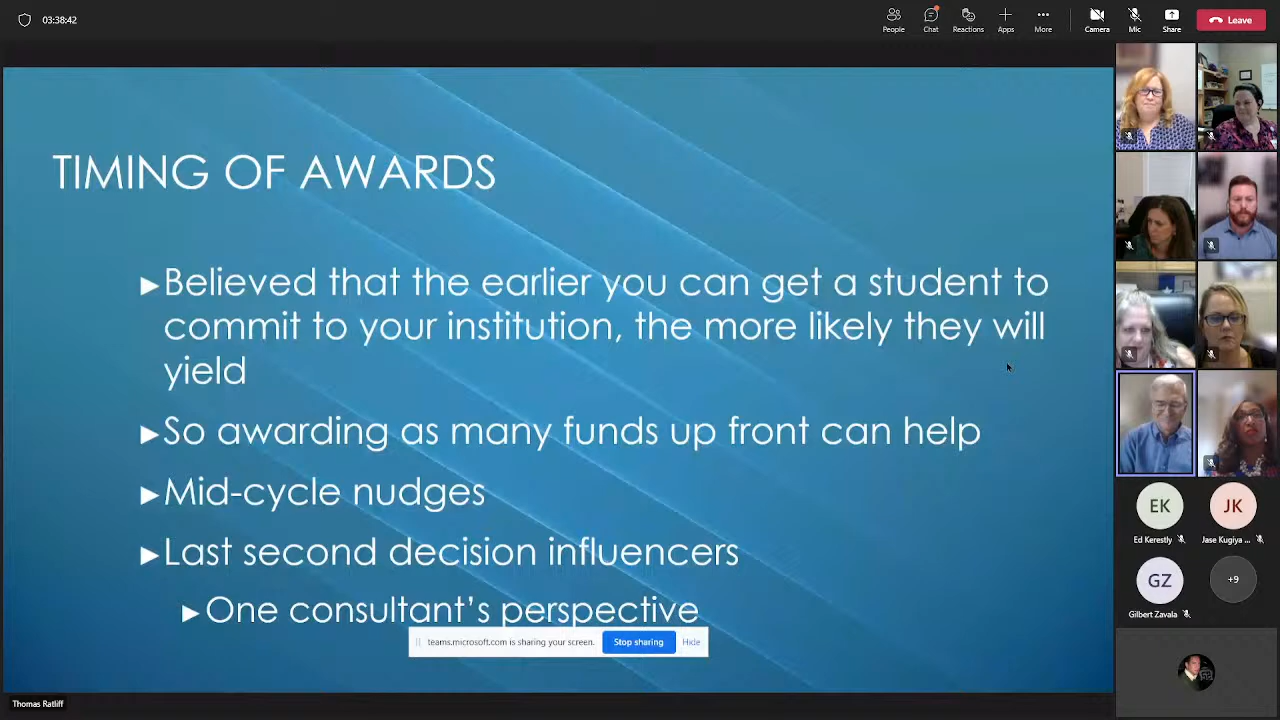 03:38:42
People
Chat
Reactions
Apps
More
Camera
Mic
Share
Leave
TIMING OF AWARDS
Believed that the earlier you can get a student to
commit to your institution, the more likely they will
yield
So awarding as many funds up front can help
Mid-cycle nudges
Last second decision influencers
One consultant's perspective
teams.microsoft.com is sharing your screen.
Stop sharing
Hide
EK
JK
Ed Kerestly
Jase Kugiya ...
GZ
+9
Gilbert Zavala
Thomas Ratliff